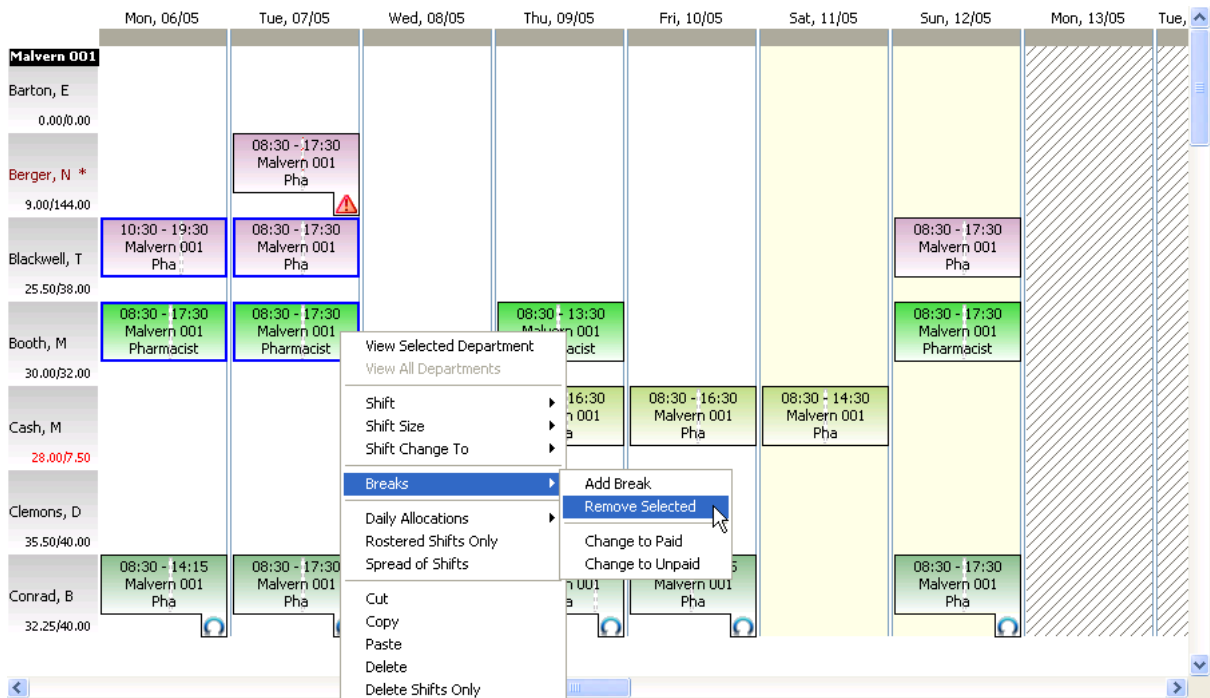 Mon, 06/05 Tue, 07/05 Wed, 08/05 Thu, 09/05 Fri, 10/05 Sat, 11/05 Sun, 12/05 Mon, 13/05 Tue,
Malvern 001
Barton, E
0.00/0.00
08:30 - 17:30
Malvern 001
Pha
Berger, N *
9.00/144.00
10:30 - 19:30 08:30 - 17:30 08:30 - 17:30
Malvern 001 Malvern 001 Malvern 001
Pha Pha Pha
Blackwell, T
25.50/38.00
08:30 - 17:30 08:30 - 17:30 08:30 - 13:30 08:30 - 17:30
Malvern 001 Malvern 001 001 Malvern 001
Pharmacist Pharmacist acist Pharmacist
Booth, M
30.00/32.00
View Selected Department
View All Departments
Shift
Shift Size
Shift Change To
Breaks
Daily Allocations
Rostered Shifts Only
Spread of Shifts
Cut
Copy
Paste
Delete
Delete Shifts Only
Add Break
Remove Selected
Change to Paid
Change to Unpaid
16:30 08:30 - 16:30 08:30 - 14:30
001 Malvern 001 Malvern 001
Pha Pha
Cash, M
28.00/7.50
Clemons, D
35.50/40.00
08:30 - 14:15 08:30 - 17:30 08:30 - 17:30
Malvern 001 Malvern 001 Malvern 001 Malvern 001
Pha Pha Pha Pha
Conrad, B
32.25/40.00